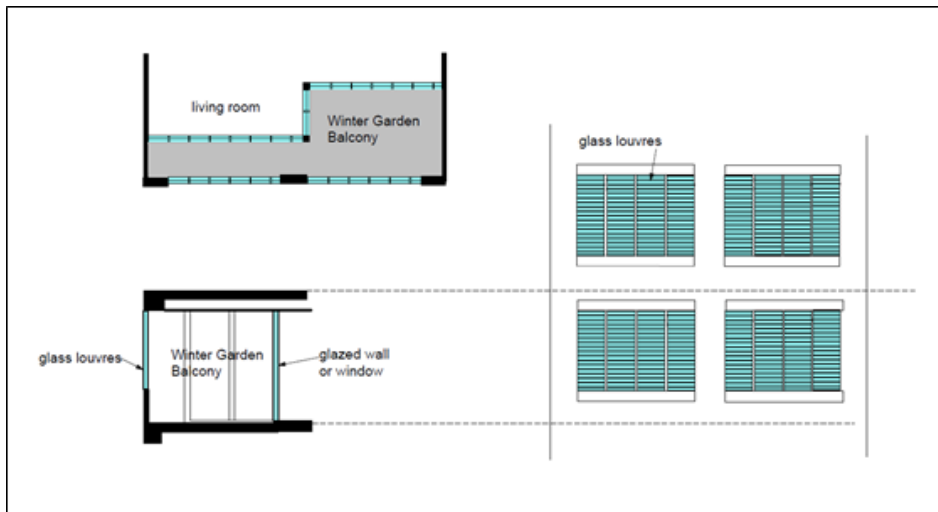 living room
Winter Garden
Balcony
glass louvres
glass louvres
Winter Garden
Balcony
glazed wall
or window